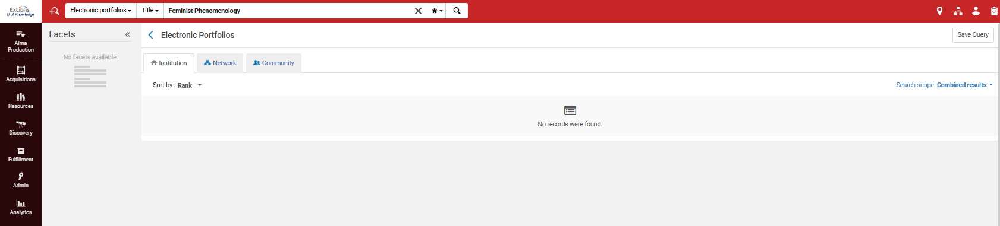 ExLibris
U of Knowledge
Electronic portfolios
Title
Feminist Phenomenology
Alma
Production
Acquisitions
Resources
Discovery
Fulfillment
Admin
Analytics
Facets
No facets available.
Electronic Portfolios
Save Query
Institution
Network
Community
Sort by : Rank
Search scope: Combined results
No records were found.